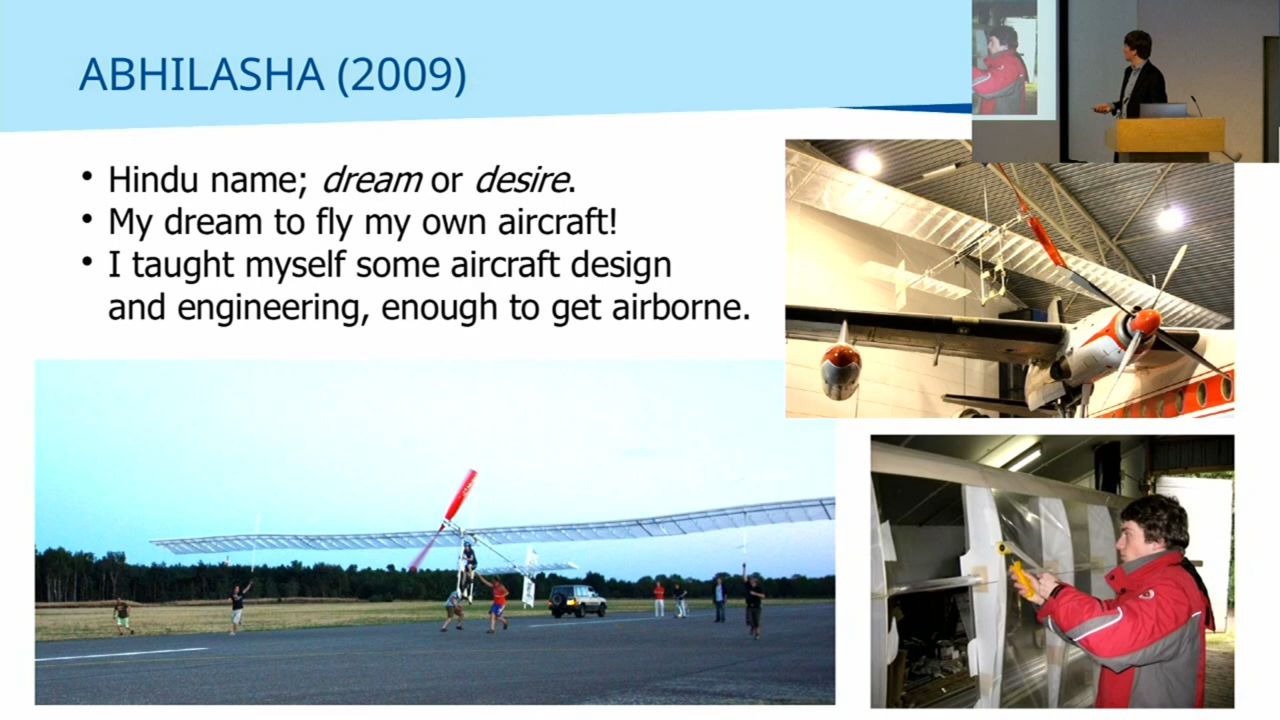 ABHILASHA (2009)
• Hindu name; dream or desire.
• My dream to fly my own aircraft!
• I taught myself some aircraft design
and engineering, enough to get airborne.